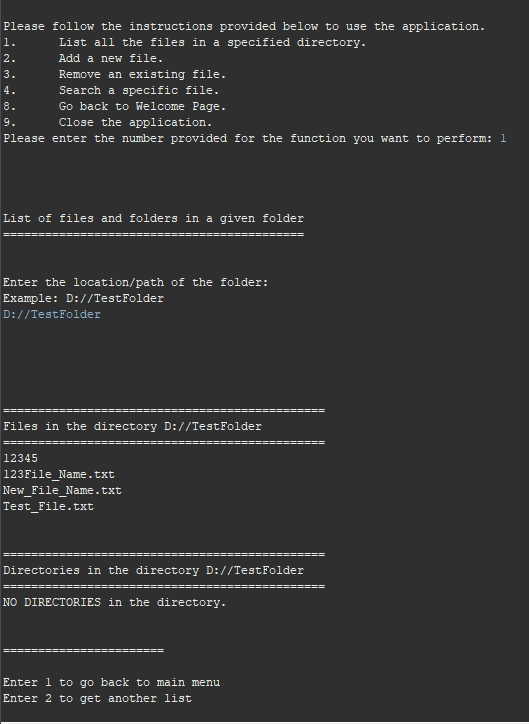 Please follow the instructions provided below to use the application.
1.      List all the files in a specified directory.
2.      Add a new file.
3.      Remove an existing file.
4.      Search a specific file.
8.      Go back to Welcome Page.
9.      Close the application.
Please enter the number provided for the function you want to perform: 1
List of files and folders in a given folder
===========================================
Enter the location/path of the folder:
Example: D://TestFolder
D://TestFolder
==============================================
Files in the directory D://TestFolder
==============================================
12345
123File_Name.txt
New_File_Name.txt
Test_File.txt
==============================================
Directories in the directory D://TestFolder
==============================================
NO DIRECTORIES in the directory.
=======================
Enter 1 to go back to main menu
Enter 2 to get another list